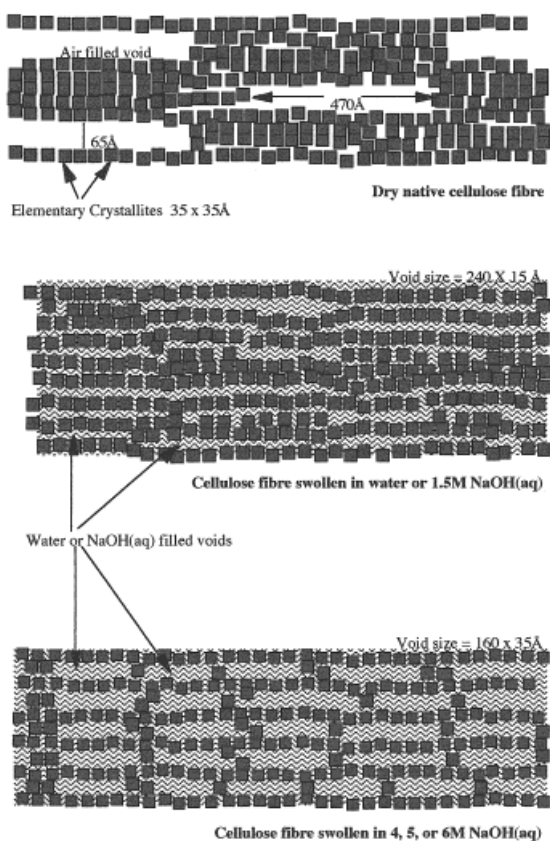 Air filled void
470Å
65Å
Dry native cellulose fibre
Elementary Crystallites 35 x 35Å
Void size = 240 X 15 Å
Cellulose fibre swollen in water or 1.5M NaOH(aq)
Water or NaOH(aq) filled voids
Void size = 160 x 35Å
Cellulose fibre swollen in 4, 5, or 6M NaOH(aq)